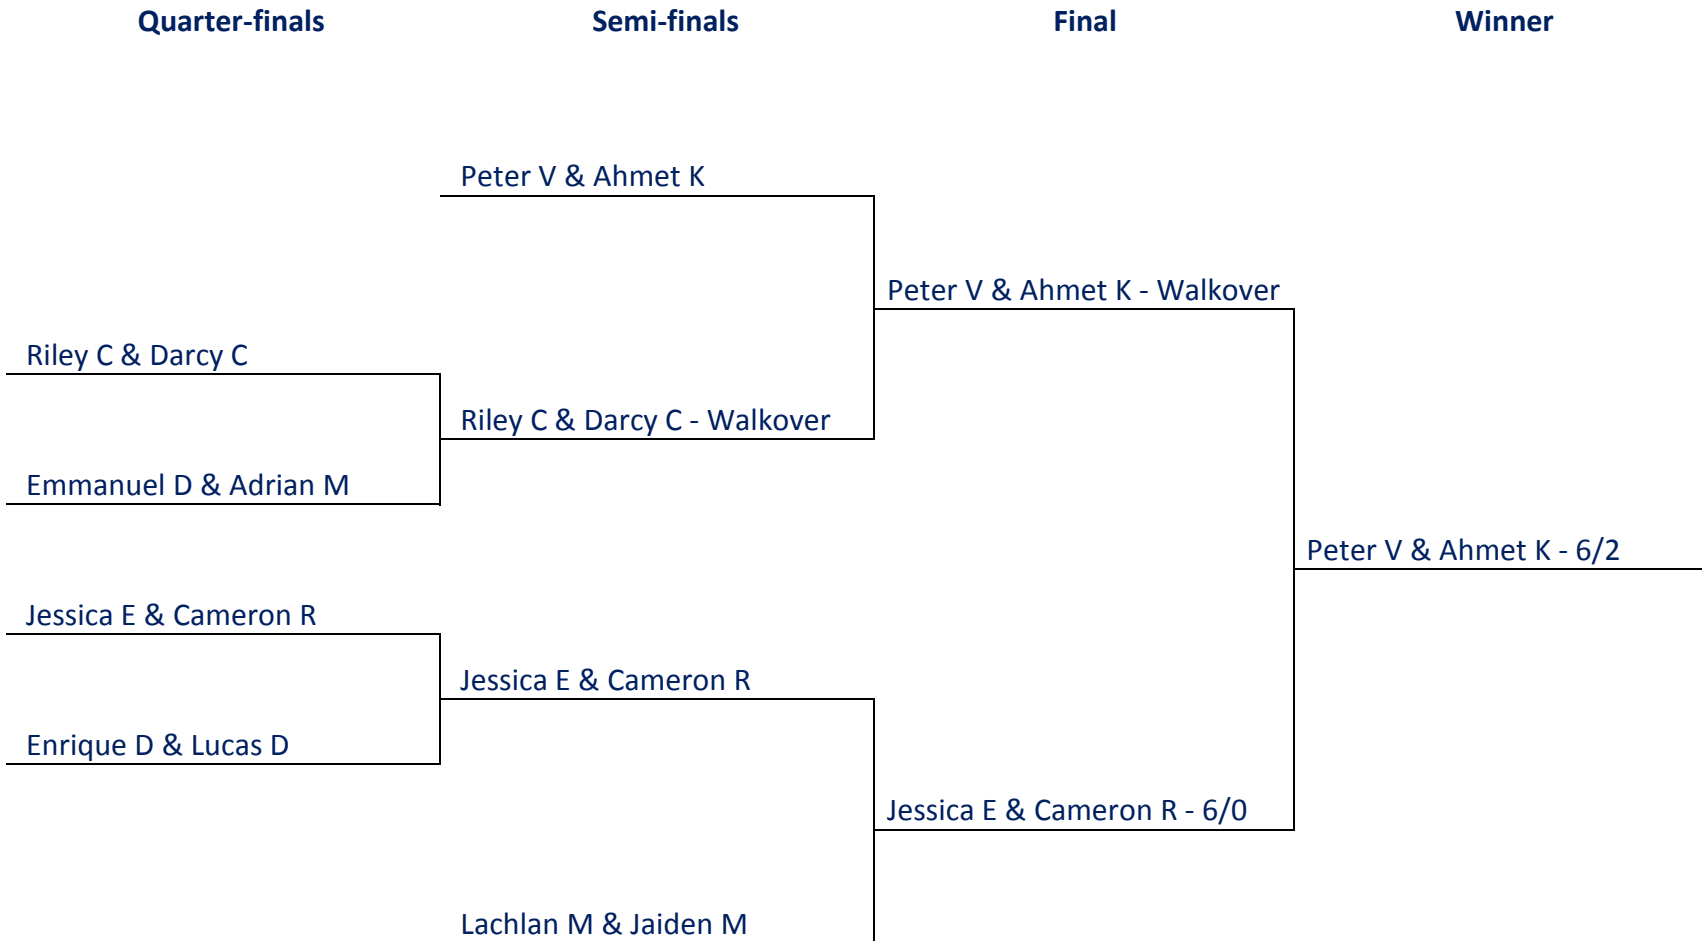 Quarter-finals Semi-finals Final Winner
Peter V & Ahmet K
Peter V & Ahmet K - Walkover
Riley C & Darcy C
Riley C & Darcy C - Walkover
Emmanuel D & Adrian M
Peter V & Ahmet K - 6/2
Jessica E & Cameron R
Jessica E & Cameron R
Enrique D & Lucas D
Jessica E & Cameron R - 6/0
Lachlan M & Jaiden M